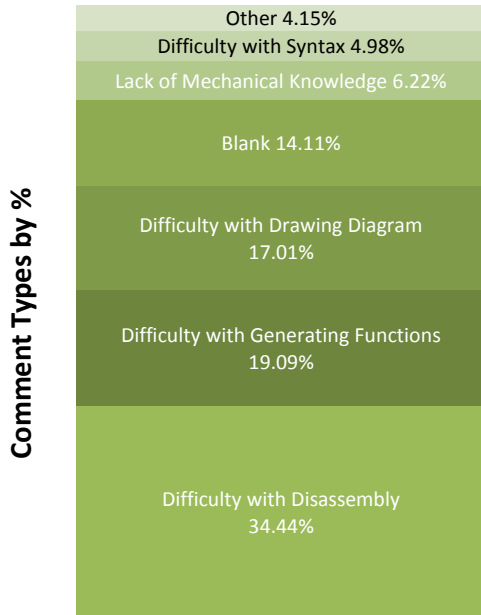 Other 4.15%
Difficulty with Syntax 4.98%
Lack of Mechanical Knowledge 6.22%
Blank 14.11%
Difficulty with Drawing Diagram
17.01%
Difficulty with Generating Functions
19.09%
Difficulty with Disassembly
34.44%
Comment Types by %